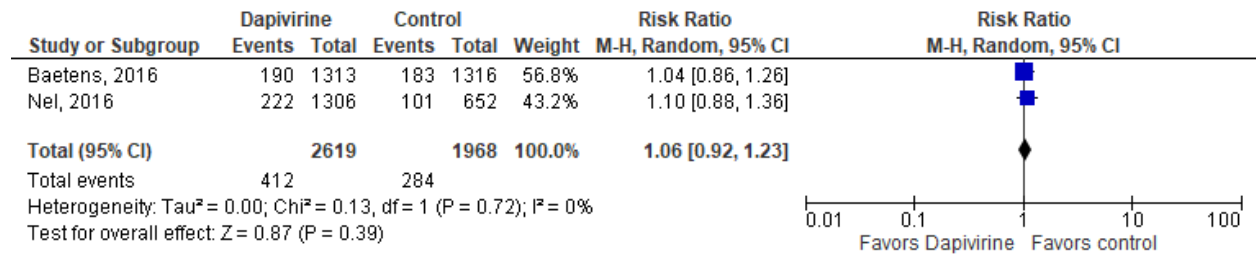 Dapivirine Control Risk Ratio Risk Ratio
Study or Subgroup Events Total Events Total Weight M-H, Random, 95% CI M-H, Random, 95% CI
Baetens, 2016 190 1313 183 1316 56.8% 1.04 [0.86, 1.26]
Nel, 2016 222 1306 101 652 43.2% 1.10 [0.88, 1.36]
Total (95% CI) 2619 1968 100.0% 1.06 [0.92, 1.23]
Total events 412 284
Heterogeneity: Tau² = 0.00; Chi² = 0.13, df = 1 (P = 0.72); I² = 0%
Test for overall effect: Z = 0.87 (P = 0.39)
0.01 0.1 1 10 100
Favors Dapivirine Favors control